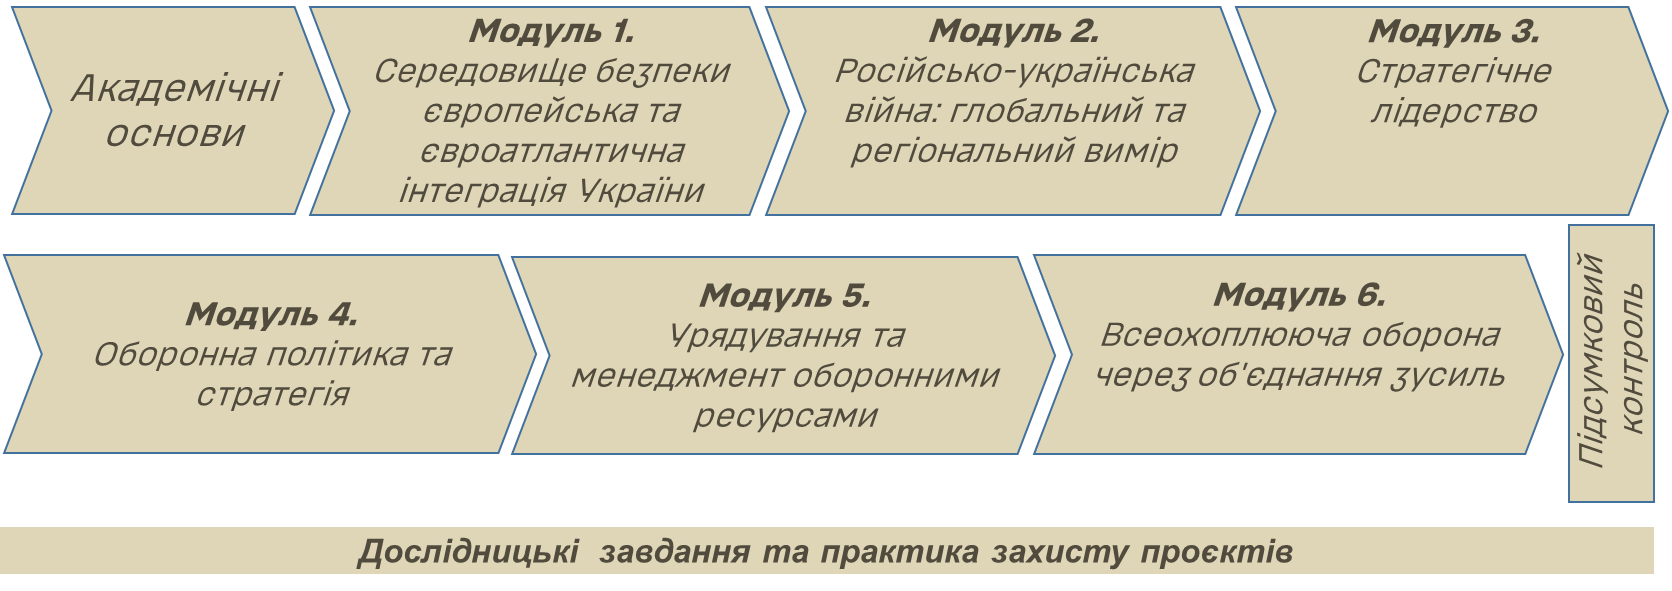 Академічні
основи
Модуль 1.
Середовище безпеки
європейська та
євроатлантична
інтеграція України
Модуль 2.
Російсько-українська
війна: глобальний та
регіональний вимір
Модуль 3.
Стратегічне
лідерство
Модуль 4.
Оборонна політика та
стратегія
Модуль 5.
Урядування та
менеджмент оборонними
ресурсами
Модуль 6.
Всеохоплююча оборона
через об'єднання зусиль
Підсумковий
контроль
Дослідницькі завдання та практика захисту проєктів